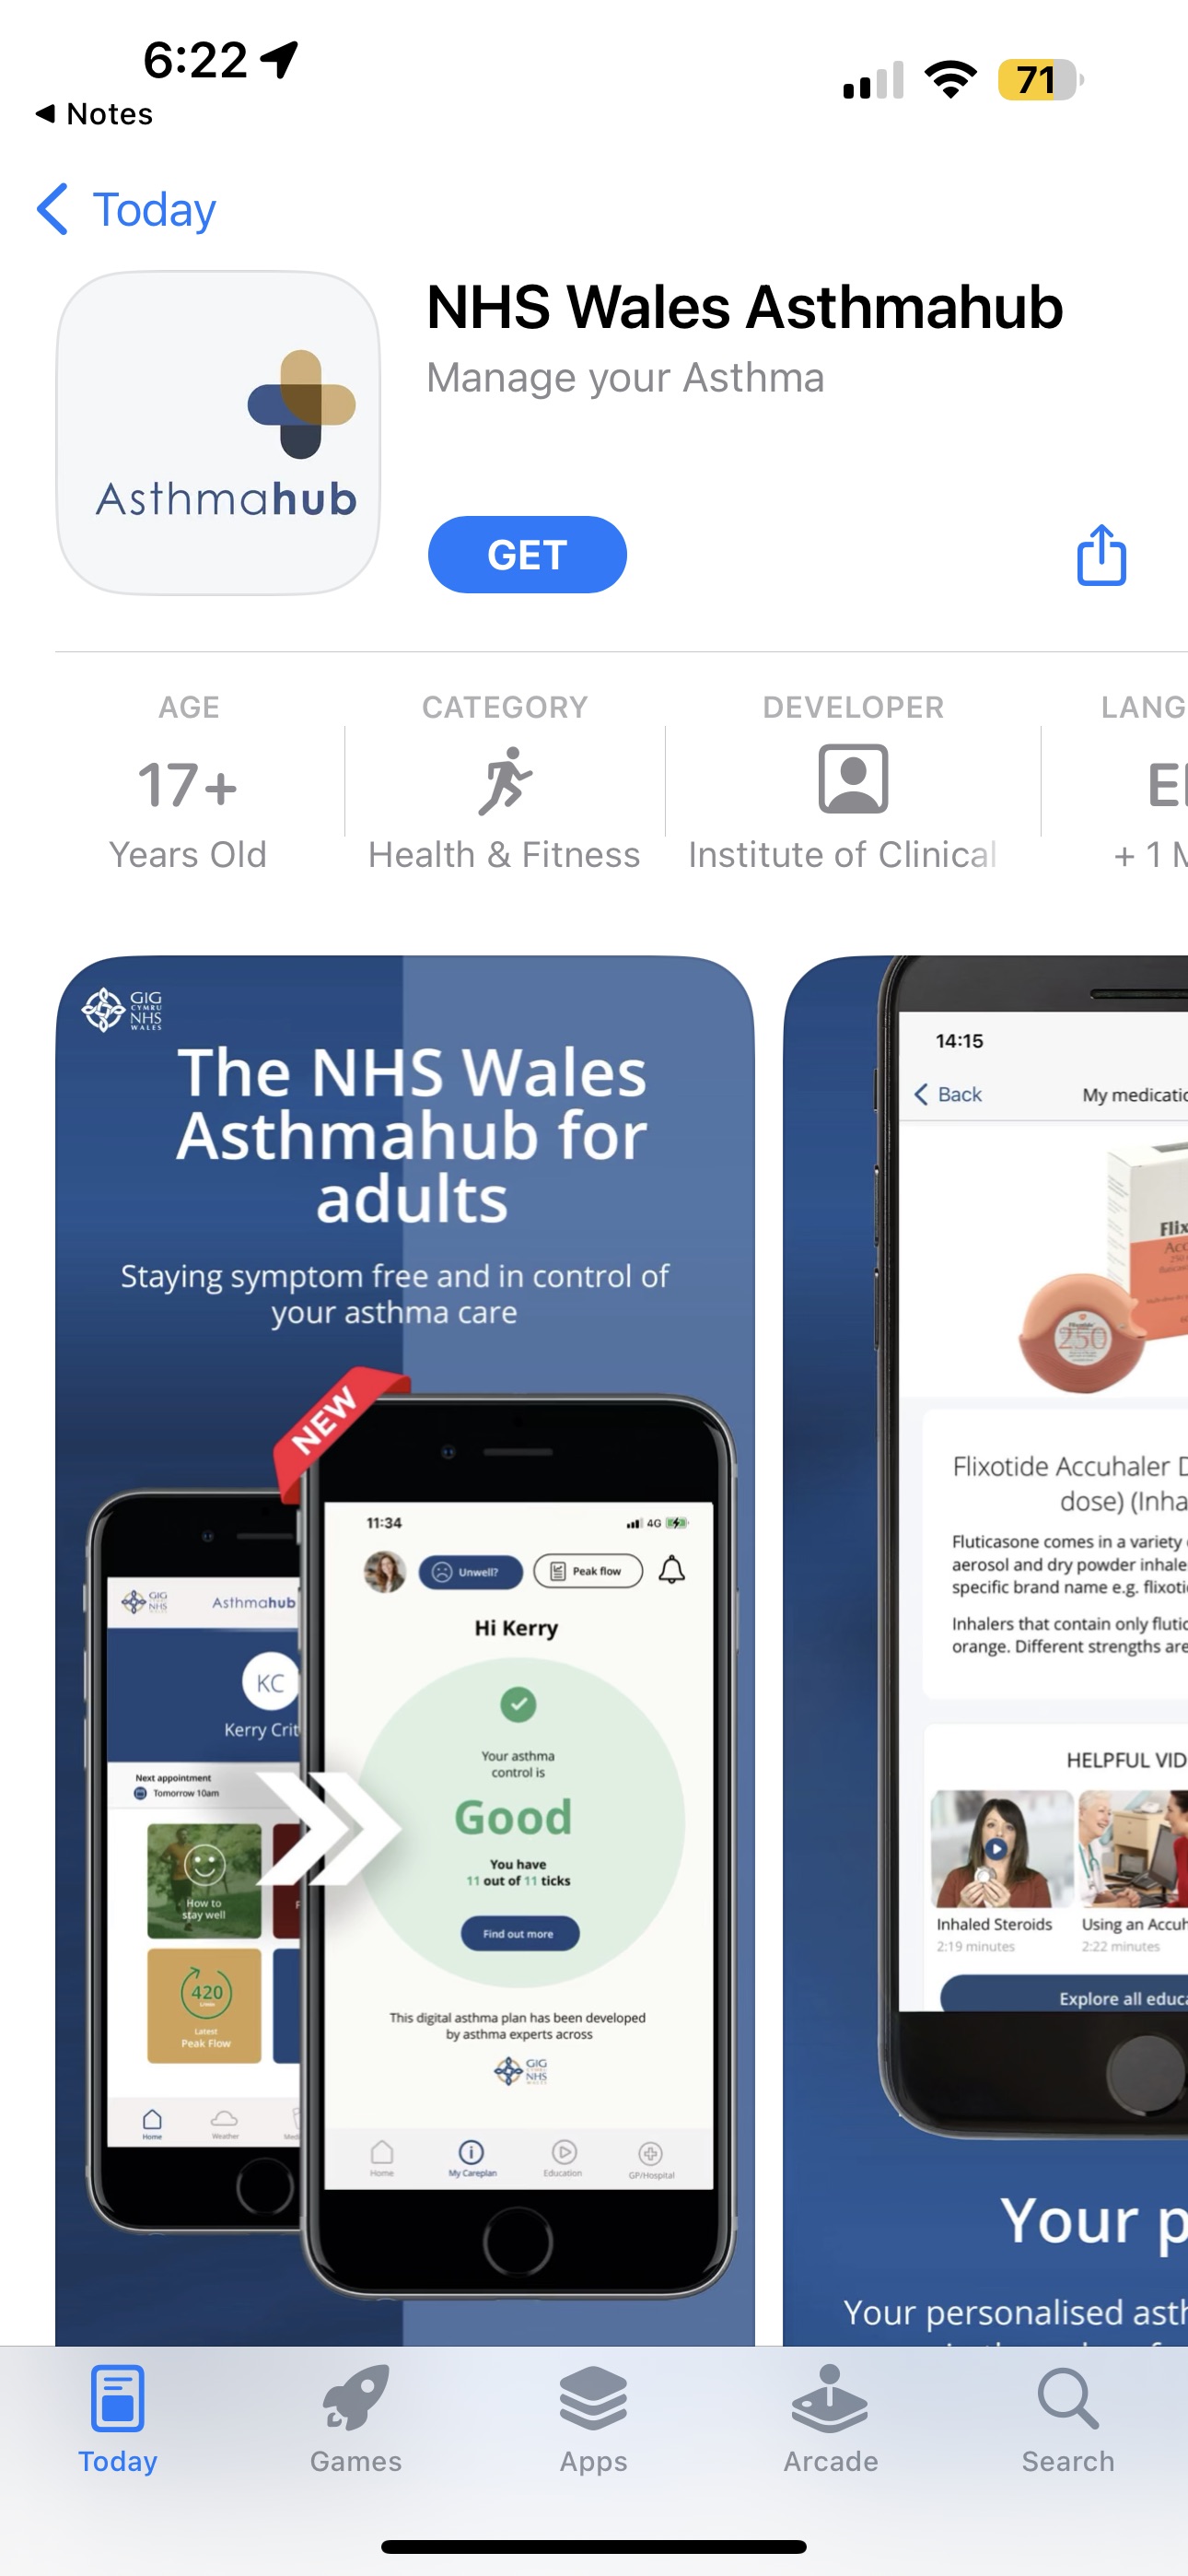 6:22
71
Notes
Today
Asthmahub
NHS Wales Asthmahub
Manage your Asthma
GET
AGE
17+
Years Old
CATEGORY
Health & Fitness
DEVELOPER
Institute of Clinical
LANG
+ 1 M
GIG
CYMRU
NHS
WALES
The NHS Wales
Asthmahub for
adults
Staying symptom free and in control of
your asthma care
NEW
GIG
NHS
Asthmahub
KC
Kerry Crit
Next appointment
Tomorrow 10am
How to
stay well
420
Latest
Peak Flow
Home
Weather
11:34
4G
Unwell?
Peak flow
Hi Kerry
Your asthma
control is
Good
You have
11 out of 11 ticks
Find out more
This digital asthma plan has been developed
by asthma experts across
GIG
NHS
Home
My Careplan
Education
GP/Hospital
14:15
Back
My medicatio
Flix
250
Flixotide Accuhaler D
dose) (Inha
Fluticasone comes in a variety
aerosol and dry powder inhale
specific brand name e.g. flixoti
Inhalers that contain only flutic
orange. Different strengths are
HELPFUL VID
Inhaled Steroids
2:19 minutes
Using an Accuh
2:22 minutes
Explore all educa
Your p
Your personalised asth
Today
Games
Apps
Arcade
Search